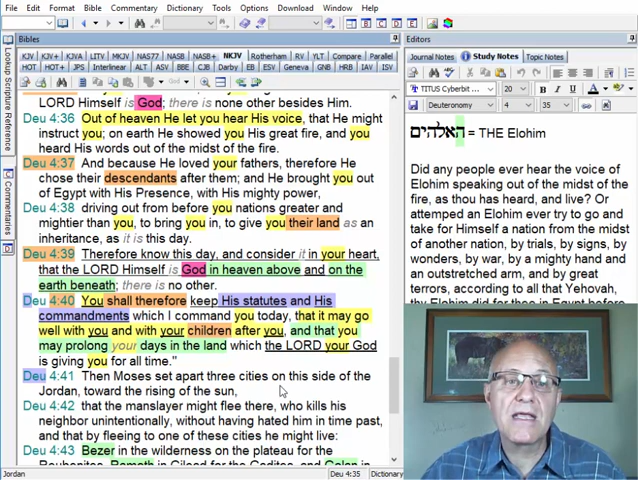 File Edit View Bible Commentary Dictionary Tools Options Download Window Help
Bibles
KJV KJV+ KJVA LITV MKJV NAS77 NASB NASB+ NKJV Rotherham RV YLT Compare Parallel
HOT HOT+ JPS Interlinear ABP ASV BBE CJB Darby EB ESV Geneva GNB HRB IAV ISV
Lookup Scripture Reference
Commentaries
LORD Himself is God; there is none other besides Him.
Deu 4:36 Out of heaven He let you hear His voice, that He might
instruct you; on earth He showed you His great fire, and you
heard His words out of the midst of the fire.
Deu 4:37 And because He loved your fathers, therefore He
chose their descendants after them; and He brought you out
of Egypt with His Presence, with His mighty power,
Deu 4:38 driving out from before you nations greater and
mightier than you, to bring you in, to give you their land as an
inheritance, as it is this day.
Deu 4:39 Therefore know this day, and consider it in your heart,
that the LORD Himself is God in heaven above and on the
earth beneath; there is no other.
Deu 4:40 You shall therefore keep His statutes and His
commandments which I command you today, that it may go
well with you and with your children after you, and that you
may prolong your days in the land which the LORD your God
is giving you for all time."
Deu 4:41 Then Moses set apart three cities on this side of the
Jordan, toward the rising of the sun,
Deu 4:42 that the manslayer might flee there, who kills his
neighbor unintentionally, without having hated him in time past,
and that by fleeing to one of these cities he might live:
Deu 4:43 Bezer in the wilderness on the plateau for the
Reubenites, Ramoth in Gilead for the Gadites, and Golan in
Jordan
Deu 4:35
Dictionary
Editors
Journal Notes Study Notes Topic Notes
TITUS Cyberbit 20 B I U A
Deuteronomy 4 35
האלהים = THE Elohim
Did any people ever hear the voice of
Elohim speaking out of the midst of the
fire, as thou has heard, and live? Or
attempted an Elohim ever try to go and
take for Himself a nation from the midst
of another nation, by trials, by signs, by
wonders, by war, by a mighty hand and
an outstretched arm, and by great
terrors, according to all that Yehovah,